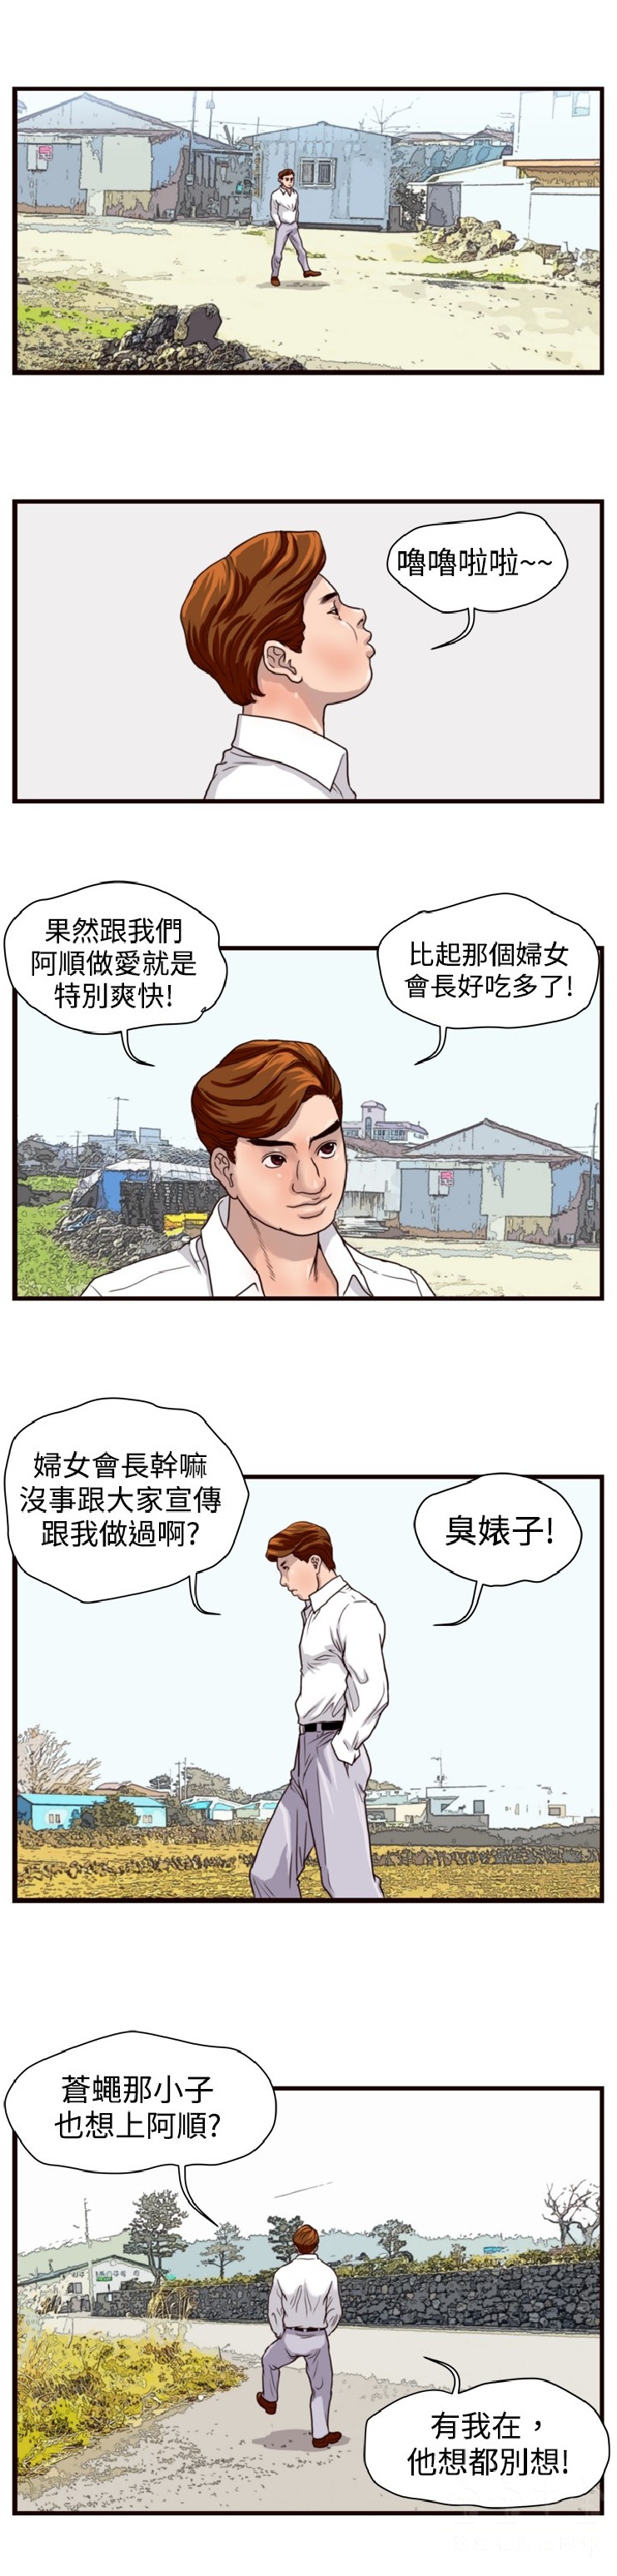 嚕嚕啦啦~~
果然跟我們
阿順做愛就是
特別爽快!
比起那個婦女
會長好吃多了!
婦女會長幹嘛
沒事跟大家宣傳
跟我做過啊?
臭婊子!
蒼蠅那小子
也想上阿順?
有我在，
他想都別想!